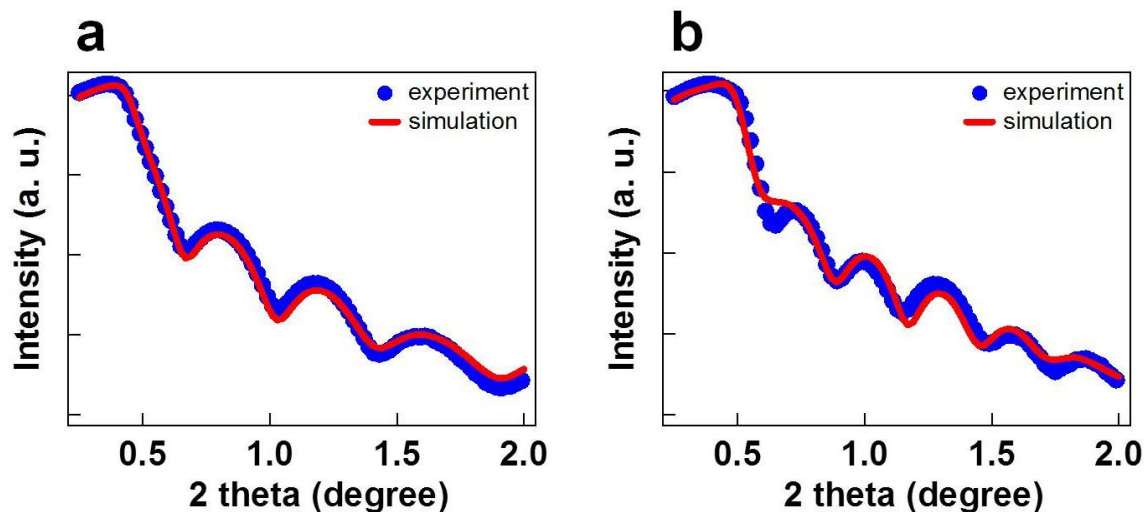 a
experiment
simulation
Intensity (a. u.)
0.5 1.0 1.5 2.0
2 theta (degree)
b
experiment
simulation
Intensity (a. u.)
0.5 1.0 1.5 2.0
2 theta (degree)